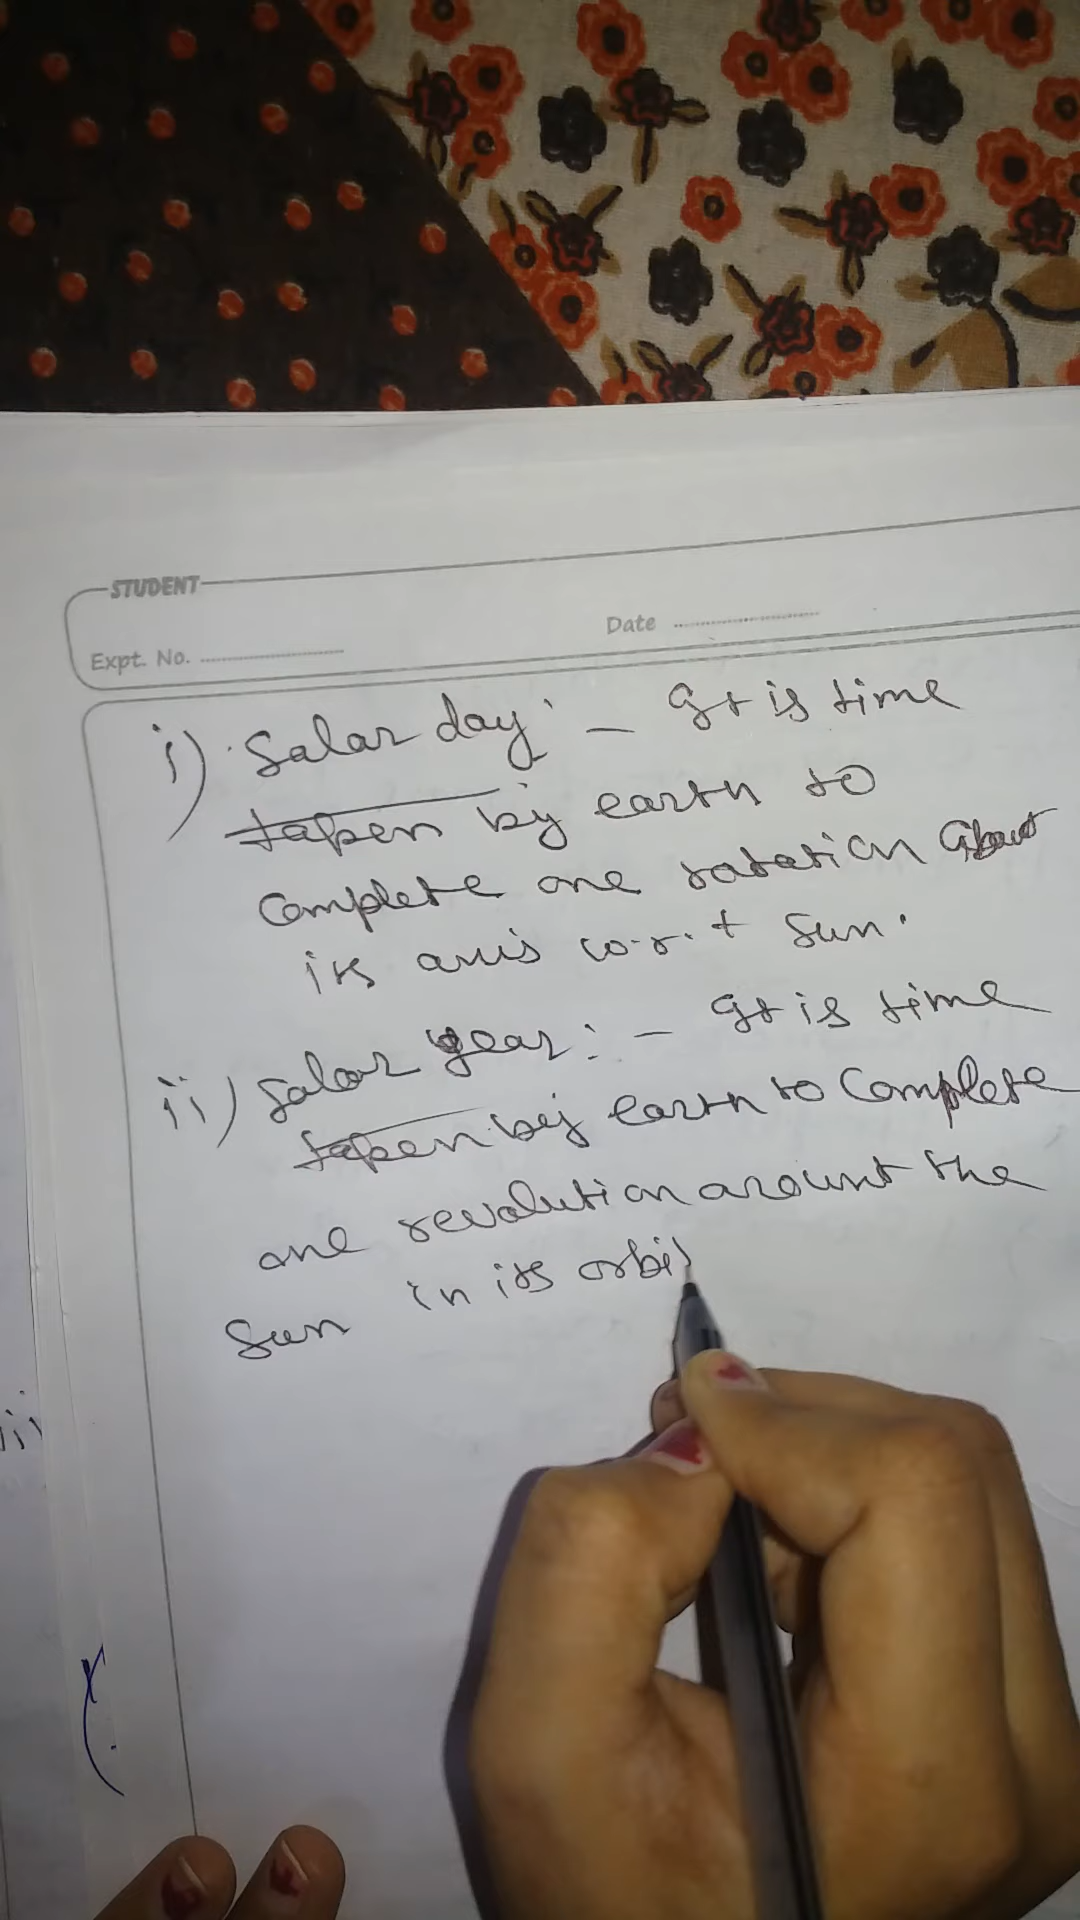 STUDENT
Date
Expt. No.
i) Solar day: - It is time
taken by earth to
Complete one rotation about
its axis w.r.t Sun.
ii) Solar year: - It is time
taken by earth to Complete
one revolution arount the
Sun in its orbit
iii